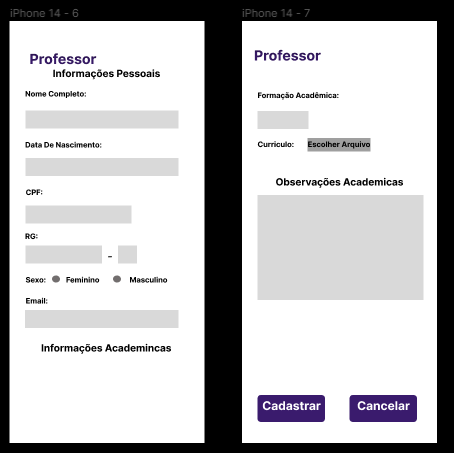 iPhone 14 - 6
Professor
Informações Pessoais
Nome Completo:
Data De Nascimento:
CPF:
RG:
-
Sexo: Feminino Masculino
Email:
Informações Academincas
iPhone 14 - 7
Professor
Formação Acadêmica:
Curriculo: Escolher Arquivo
Observações Academicas
Cadastrar Cancelar